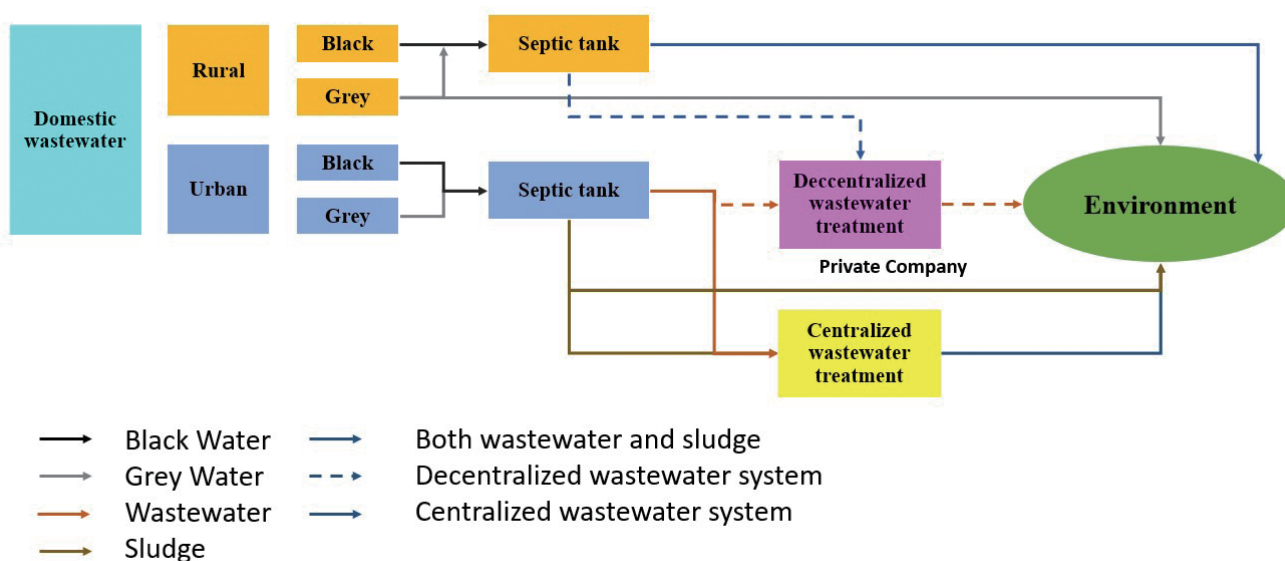 Domestic
wastewater
Rural
Urban
Black
Grey
Black
Grey
Septic tank
Septic tank
Deccentralized
wastewater
treatment
Private Company
Centralized
wastewater
treatment
Environment
Black Water
Grey Water
Wastewater
Sludge
Both wastewater and sludge
Decentralized wastewater system
Centralized wastewater system